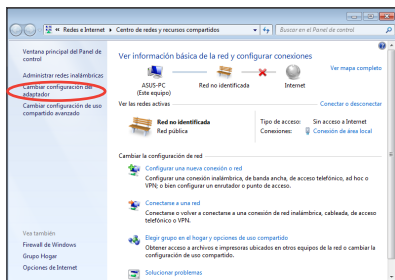 « Redes e Internet ▸ Centro de redes y recursos compartidos
Buscar en el Panel de control
Ventana principal del Panel de
control
Administrar redes inalámbricas
Cambiar configuración del
adaptador
Cambiar configuración de uso
compartido avanzado
Vea también
Firewall de Windows
Grupo Hogar
Opciones de Internet
Ver información básica de la red y configurar conexiones
Ver mapa completo
ASUS-PC
(Este equipo)
Red no identificada
Internet
Ver las redes activas
Conectar o desconectar
Red no identificada
Red pública
Tipo de acceso: Sin acceso a Internet
Conexiones: Conexión de área local
Cambiar la configuración de red
Configurar una nueva conexión o red
Configurar una conexión inalámbrica, de banda ancha, de acceso telefónico, ad hoc o
VPN; o bien configurar un enrutador o punto de acceso.
Conectarse a una red
Conectarse o volver a conectarse a una conexión de red inalámbrica, cableada, de acceso
telefónico o VPN.
Elegir grupo en el hogar y opciones de uso compartido
Obtener acceso a archivos e impresoras ubicados en otros equipos de la red o cambiar la
configuración de uso compartido.
Solucionar problemas